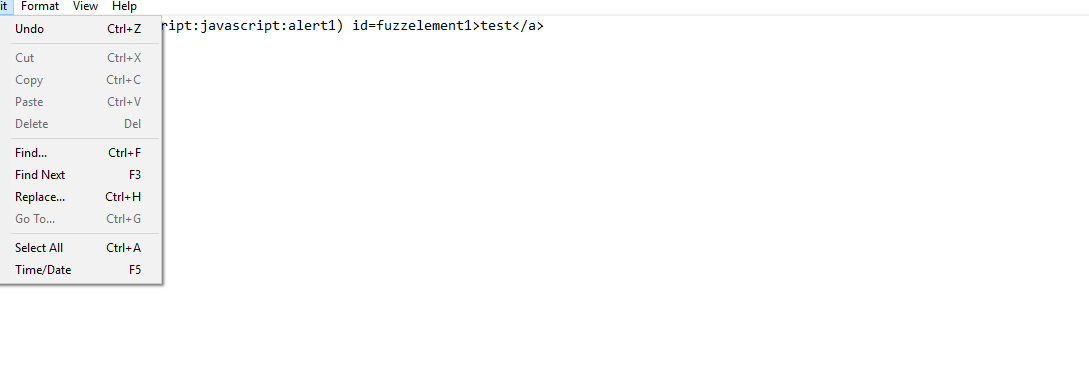 it Format View Help
ript:javascript:alert1) id=fuzzelement1>test</a>
Undo Ctrl+Z
Cut Ctrl+X
Copy Ctrl+C
Paste Ctrl+V
Delete Del
Find... Ctrl+F
Find Next F3
Replace... Ctrl+H
Go To... Ctrl+G
Select All Ctrl+A
Time/Date F5